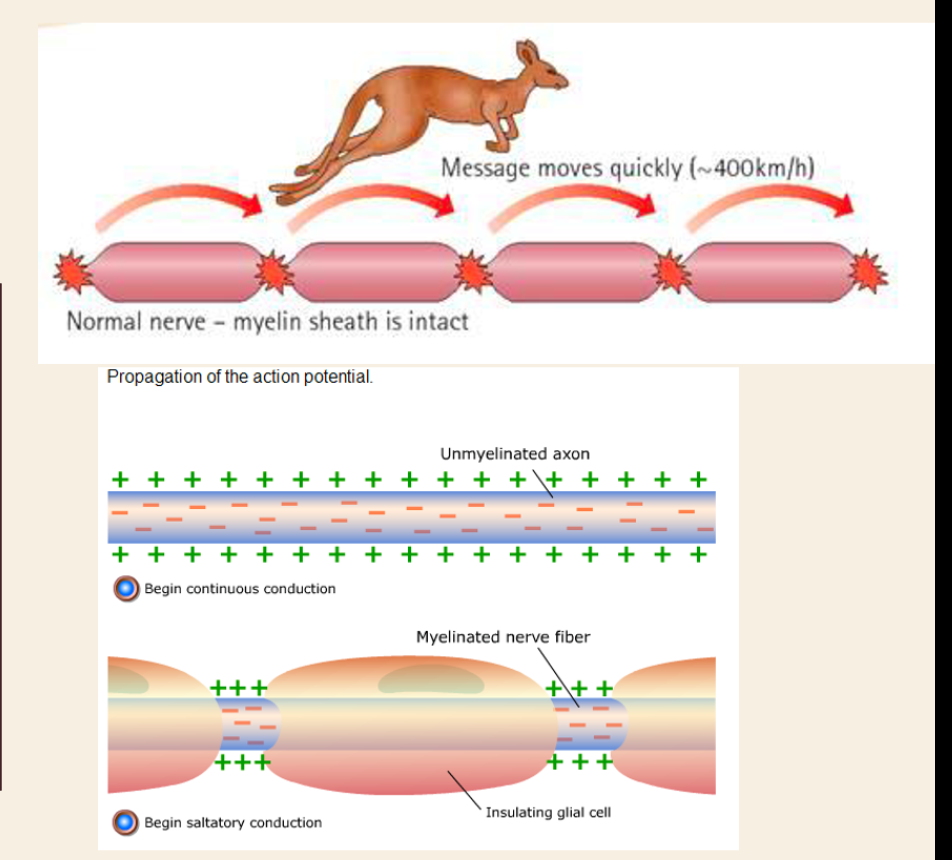 Message moves quickly (~400km/h)
Normal nerve – myelin sheath is intact
Propagation of the action potential.
Unmyelinated axon
+ + + + + + + + + + + + + + + + +
+ + + + + + + + + + + + + + + + +
Begin continuous conduction
Myelinated nerve fiber
+++ + + +
+++ + + +
Insulating glial cell
Begin saltatory conduction